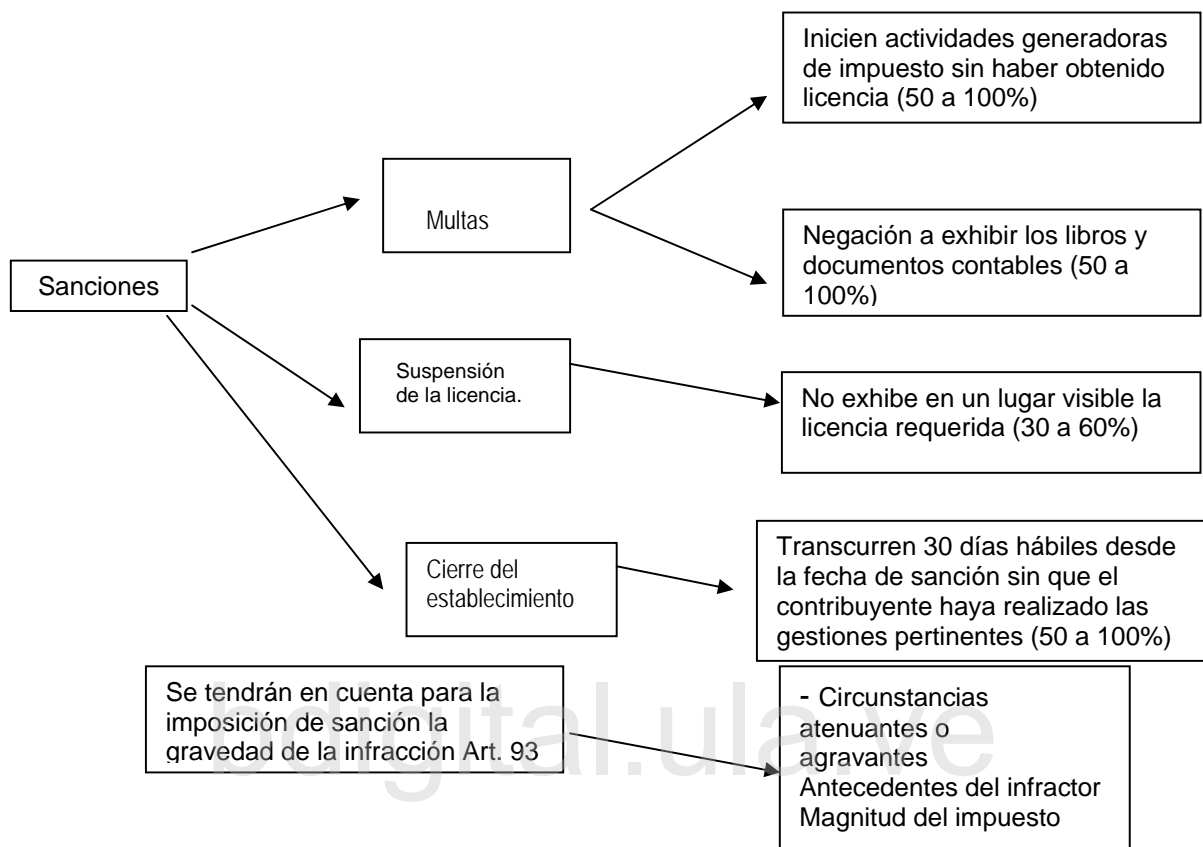 Inicien actividades generadoras
de impuesto sin haber obtenido
licencia (50 a 100%)
Multas
Negación a exhibir los libros y
documentos contables (50 a
100%)
Sanciones
Suspensión
de la licencia.
No exhibe en un lugar visible la
licencia requerida (30 a 60%)
Cierre del
establecimiento
Transcurren 30 días hábiles desde
la fecha de sanción sin que el
contribuyente haya realizado las
gestiones pertinentes (50 a 100%)
Se tendrán en cuenta para la
imposición de sanción la
gravedad de la infracción Art. 93
- Circunstancias
atenuantes o
agravantes
Antecedentes del infractor
Magnitud del impuesto
bdigital.ula.ve